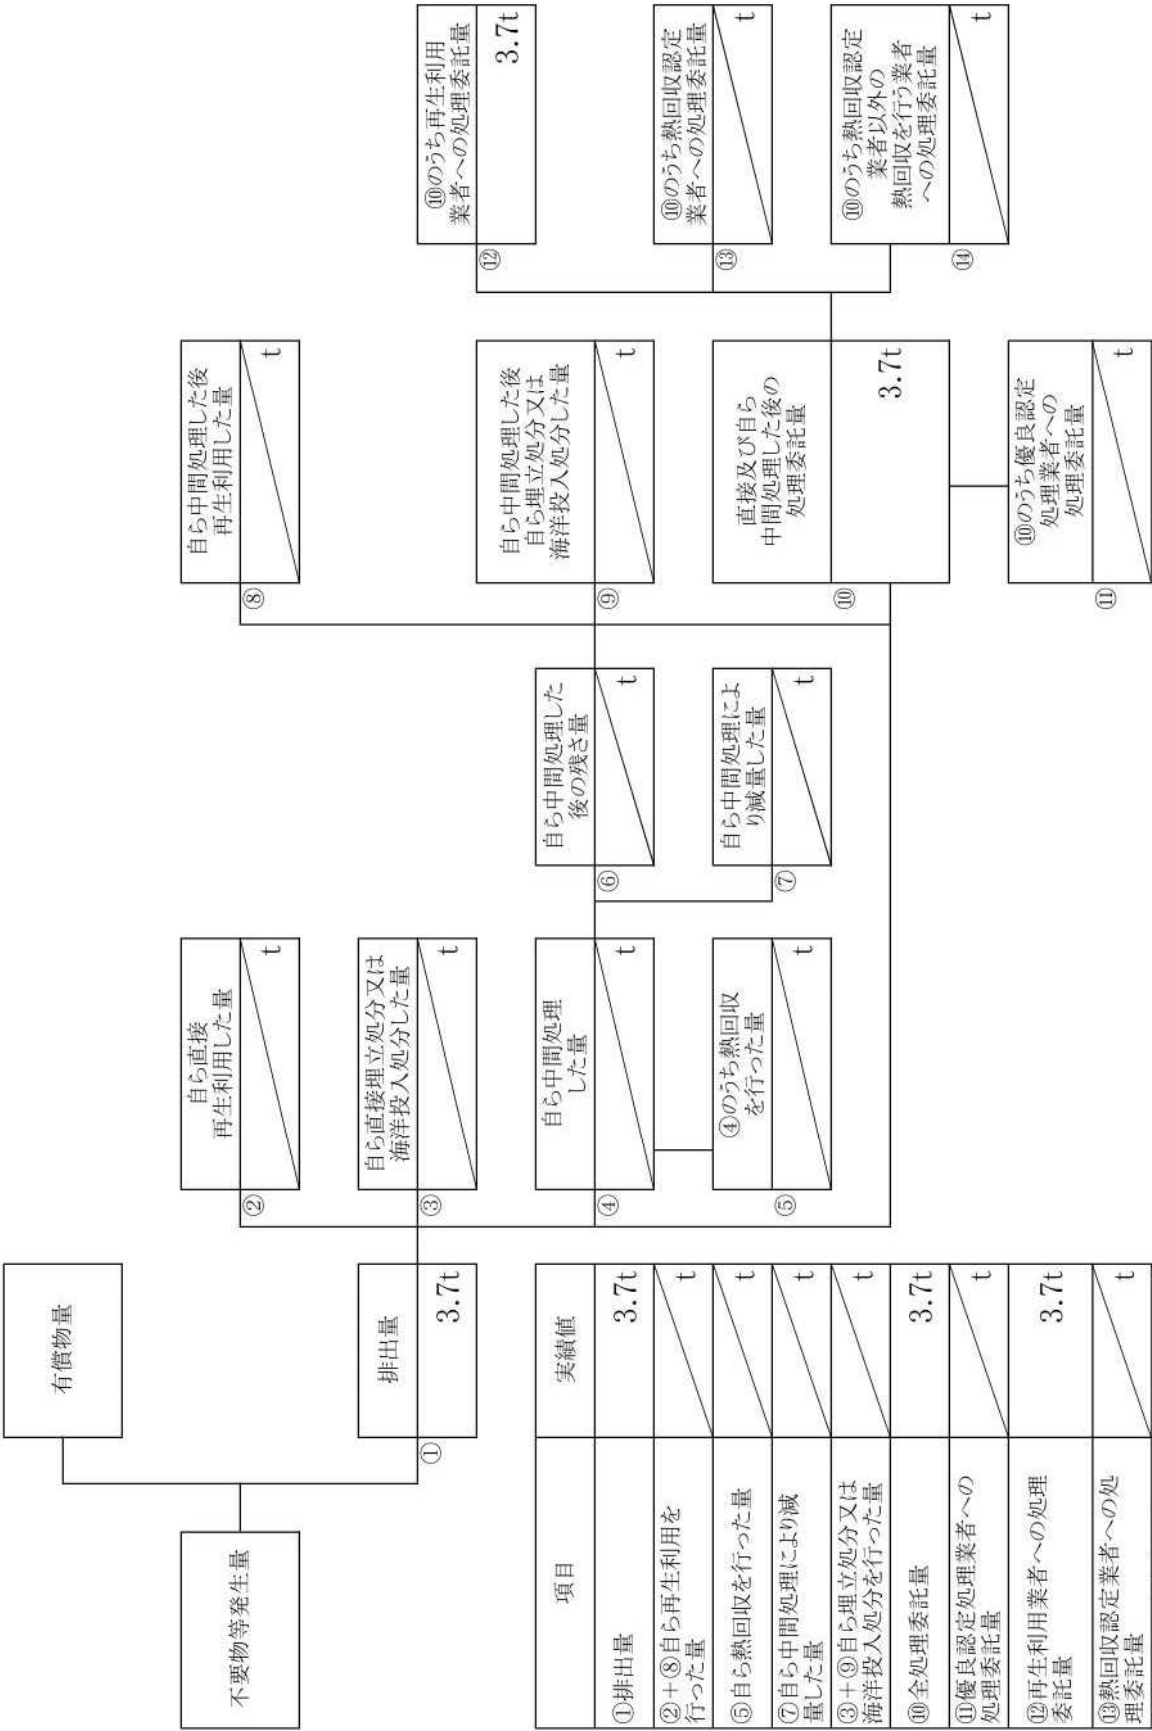 不要物等発生量
有償物量
排出量
①
3.7t
自ら直接
再生利用した量
②
t
自ら直接埋立処分又は
海洋投入処分した量
③
t
自ら中間処理
した量
④
t
④のうち熱回収
を行った量
⑤
t
自ら中間処理した
後の残さ量
⑥
t
自ら中間処理によ
り減量した量
⑦
t
自ら中間処理した後
再生利用した量
⑧
t
自ら中間処理した後
自ら埋立処分又は
海洋投入処分した量
⑨
t
直接及び自ら
中間処理した後の
処理委託量
⑩
3.7t
⑩のうち優良認定
処理業者への
処理委託量
⑪
t
⑩のうち再生利用
業者への処理委託量
⑫
3.7t
⑩のうち熱回収認定
業者への処理委託量
⑬
t
⑩のうち熱回収認定
業者以外の
熱回収を行う業者
への処理委託量
⑭
t
項目 実績値
①排出量 3.7t
②+⑧自ら再生利用を
行った量 t
⑤自ら熱回収を行った量 t
⑦自ら中間処理により減
量した量 t
③+⑨自ら埋立処分又は
海洋投入処分を行った量 t
⑩全処理委託量 3.7t
⑪優良認定処理業者への
処理委託量 t
⑫再生利用業者への処理
委託量 3.7t
⑬熱回収認定業者への処
理委託量 t